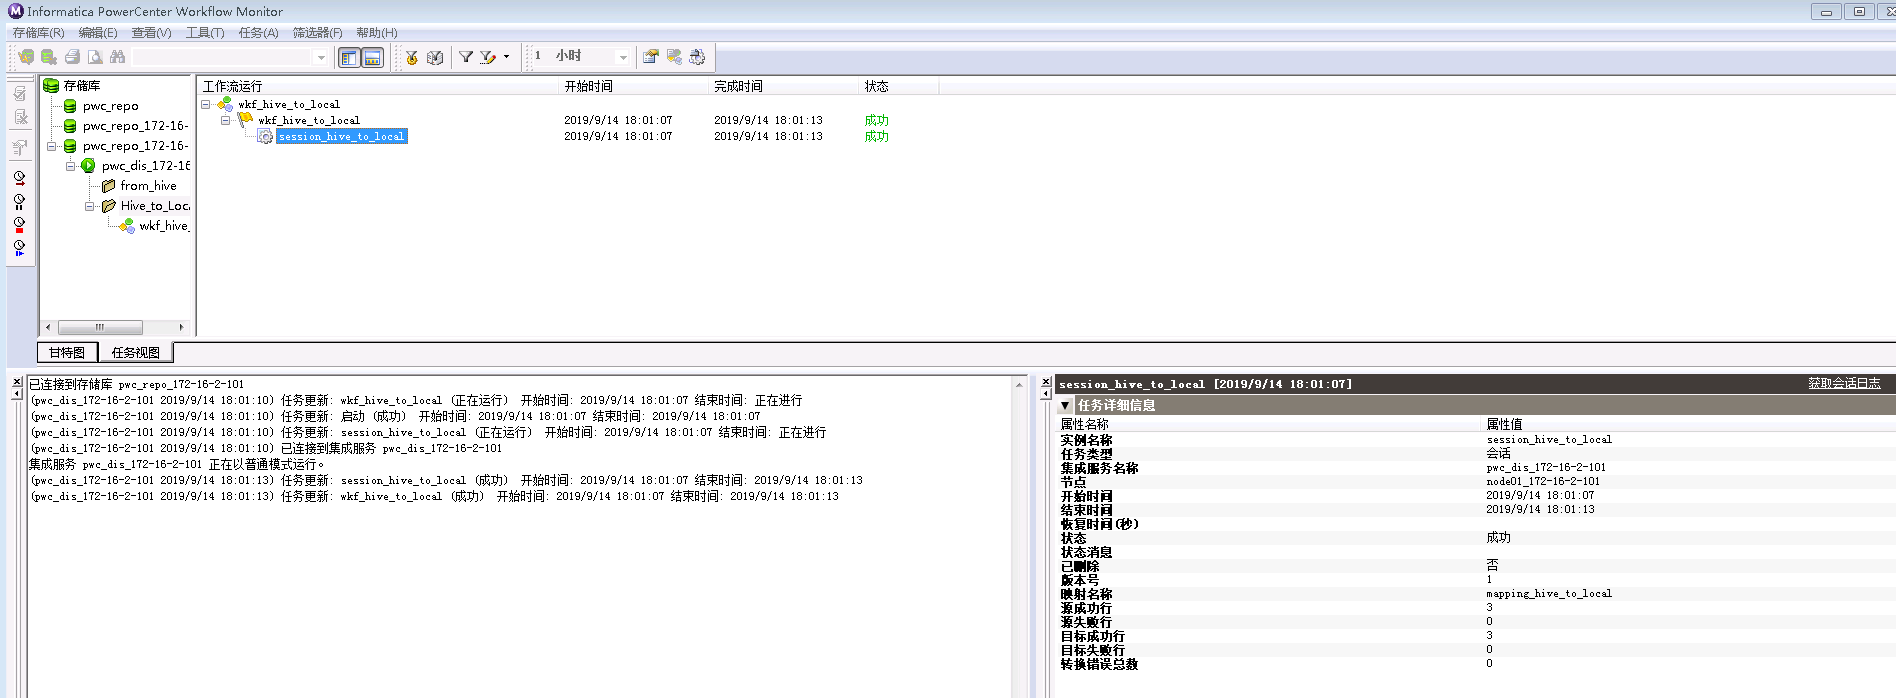 Informatica PowerCenter Workflow Monitor
存储库(R) 编辑(E) 查看(V) 工具(T) 任务(A) 筛选器(F) 帮助(H)
1 小时
存储库
pwc_repo
pwc_repo_172-16-
pwc_repo_172-16-
pwc_dis_172-16
from_hive
Hive_to_Loc
wkf_hive_
工作流运行 开始时间 完成时间 状态
wkf_hive_to_local
wkf_hive_to_local 2019/9/14 18:01:07 2019/9/14 18:01:13 成功
session_hive_to_local 2019/9/14 18:01:07 2019/9/14 18:01:13 成功
甘特图 任务视图
已连接到存储库 pwc_repo_172-16-2-101
(pwc_dis_172-16-2-101 2019/9/14 18:01:10) 任务更新: wkf_hive_to_local (正在运行) 开始时间: 2019/9/14 18:01:07 结束时间: 正在进行
(pwc_dis_172-16-2-101 2019/9/14 18:01:10) 任务更新: 启动 (成功) 开始时间: 2019/9/14 18:01:07 结束时间: 2019/9/14 18:01:07
(pwc_dis_172-16-2-101 2019/9/14 18:01:10) 任务更新: session_hive_to_local (正在运行) 开始时间: 2019/9/14 18:01:07 结束时间: 正在进行
(pwc_dis_172-16-2-101 2019/9/14 18:01:10) 已连接到集成服务 pwc_dis_172-16-2-101
集成服务 pwc_dis_172-16-2-101 正在以普通模式运行。
(pwc_dis_172-16-2-101 2019/9/14 18:01:13) 任务更新: session_hive_to_local (成功) 开始时间: 2019/9/14 18:01:07 结束时间: 2019/9/14 18:01:13
(pwc_dis_172-16-2-101 2019/9/14 18:01:13) 任务更新: wkf_hive_to_local (成功) 开始时间: 2019/9/14 18:01:07 结束时间: 2019/9/14 18:01:13
session_hive_to_local [2019/9/14 18:01:07] 获取会话日志
任务详细信息
属性名称 属性值
实例名称 session_hive_to_local
任务类型 会话
集成服务名称 pwc_dis_172-16-2-101
节点 node01_172-16-2-101
开始时间 2019/9/14 18:01:07
结束时间 2019/9/14 18:01:13
恢复时间(秒)
状态 成功
状态消息
已删除 否
版本号 1
映射名称 mapping_hive_to_local
源成功行 3
源失败行 0
目标成功行 3
目标失败行 0
转换错误总数 0